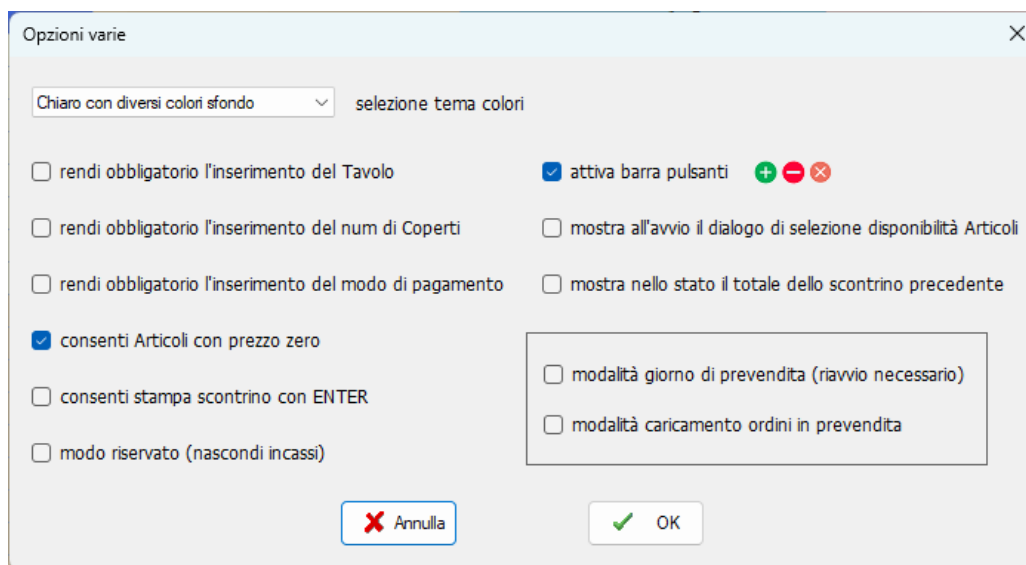 Opzioni varie
Chiaro con diversi colori sfondo
selezione tema colori
rendi obbligatorio l'inserimento del Tavolo
attiva barra pulsanti
rendi obbligatorio l'inserimento del num di Coperti
mostra all'avvio il dialogo di selezione disponibilità Articoli
rendi obbligatorio l'inserimento del modo di pagamento
mostra nello stato il totale dello scontrino precedente
consenti Articoli con prezzo zero
modalità giorno di prevendita (riavvio necessario)
consenti stampa scontrino con ENTER
modalità caricamento ordini in prevendita
modo riservato (nascondi incassi)
Annulla
OK